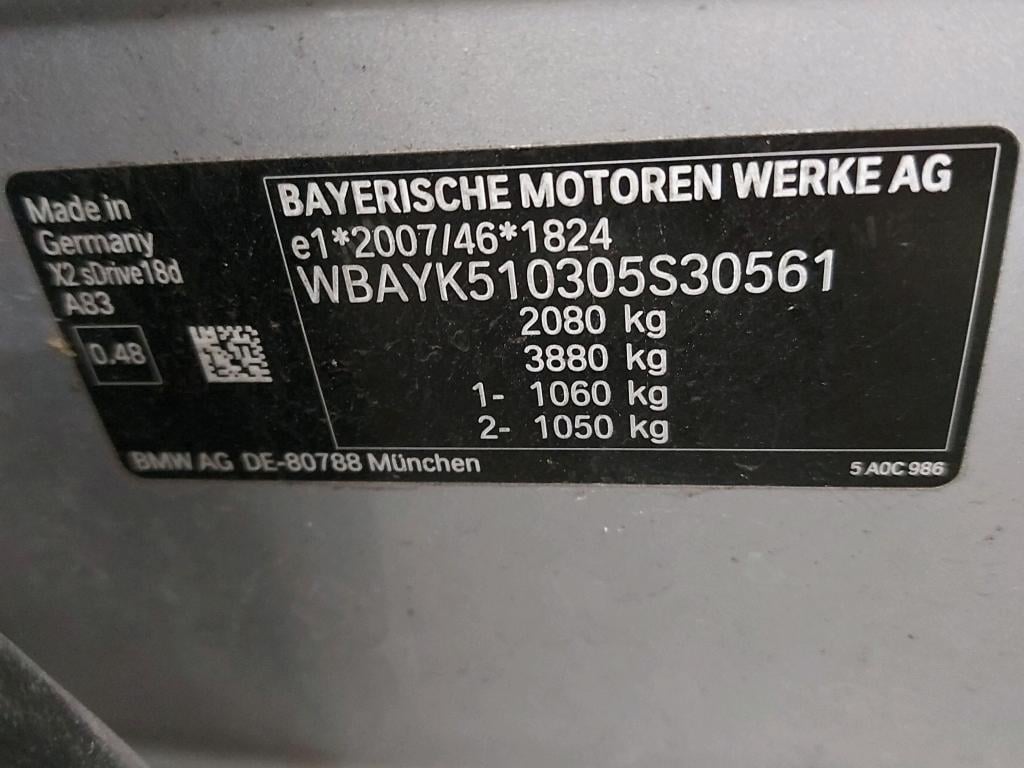 Made in
Germany
X2 sDrive18d
A83
0.48
BAYERISCHE MOTOREN WERKE AG
e1*2007/46*1824
WBAYK510305S30561
2080 kg
3880 kg
1- 1060 kg
2- 1050 kg
BMW AG DE-80788 München
5 A0C 986